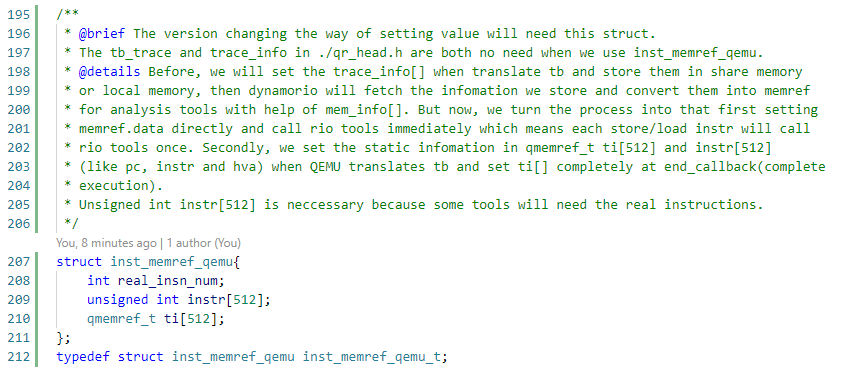 195 /**
196  * @brief The version changing the way of setting value will need this struct.
197  * The tb_trace and trace_info in ./qr_head.h are both no need when we use inst_memref_qemu.
198  * @details Before, we will set the trace_info[] when translate tb and store them in share memory
199  * or local memory, then dynamorio will fetch the infomation we store and convert them into memref
200  * for analysis tools with help of mem_info[]. But now, we turn the process into that first setting
201  * memref.data directly and call rio tools immediately which means each store/load instr will call
202  * rio tools once. Secondly, we set the static infomation in qmemref_t ti[512] and instr[512]
203  * (like pc, instr and hva) when QEMU translates tb and set ti[] completely at end_callback(complete
204  * execution).
205  * Unsigned int instr[512] is neccessary because some tools will need the real instructions.
206  */
You, 8 minutes ago | 1 author (You)
207 struct inst_memref_qemu{
208     int real_insn_num;
209     unsigned int instr[512];
210     qmemref_t ti[512];
211 };
212 typedef struct inst_memref_qemu inst_memref_qemu_t;